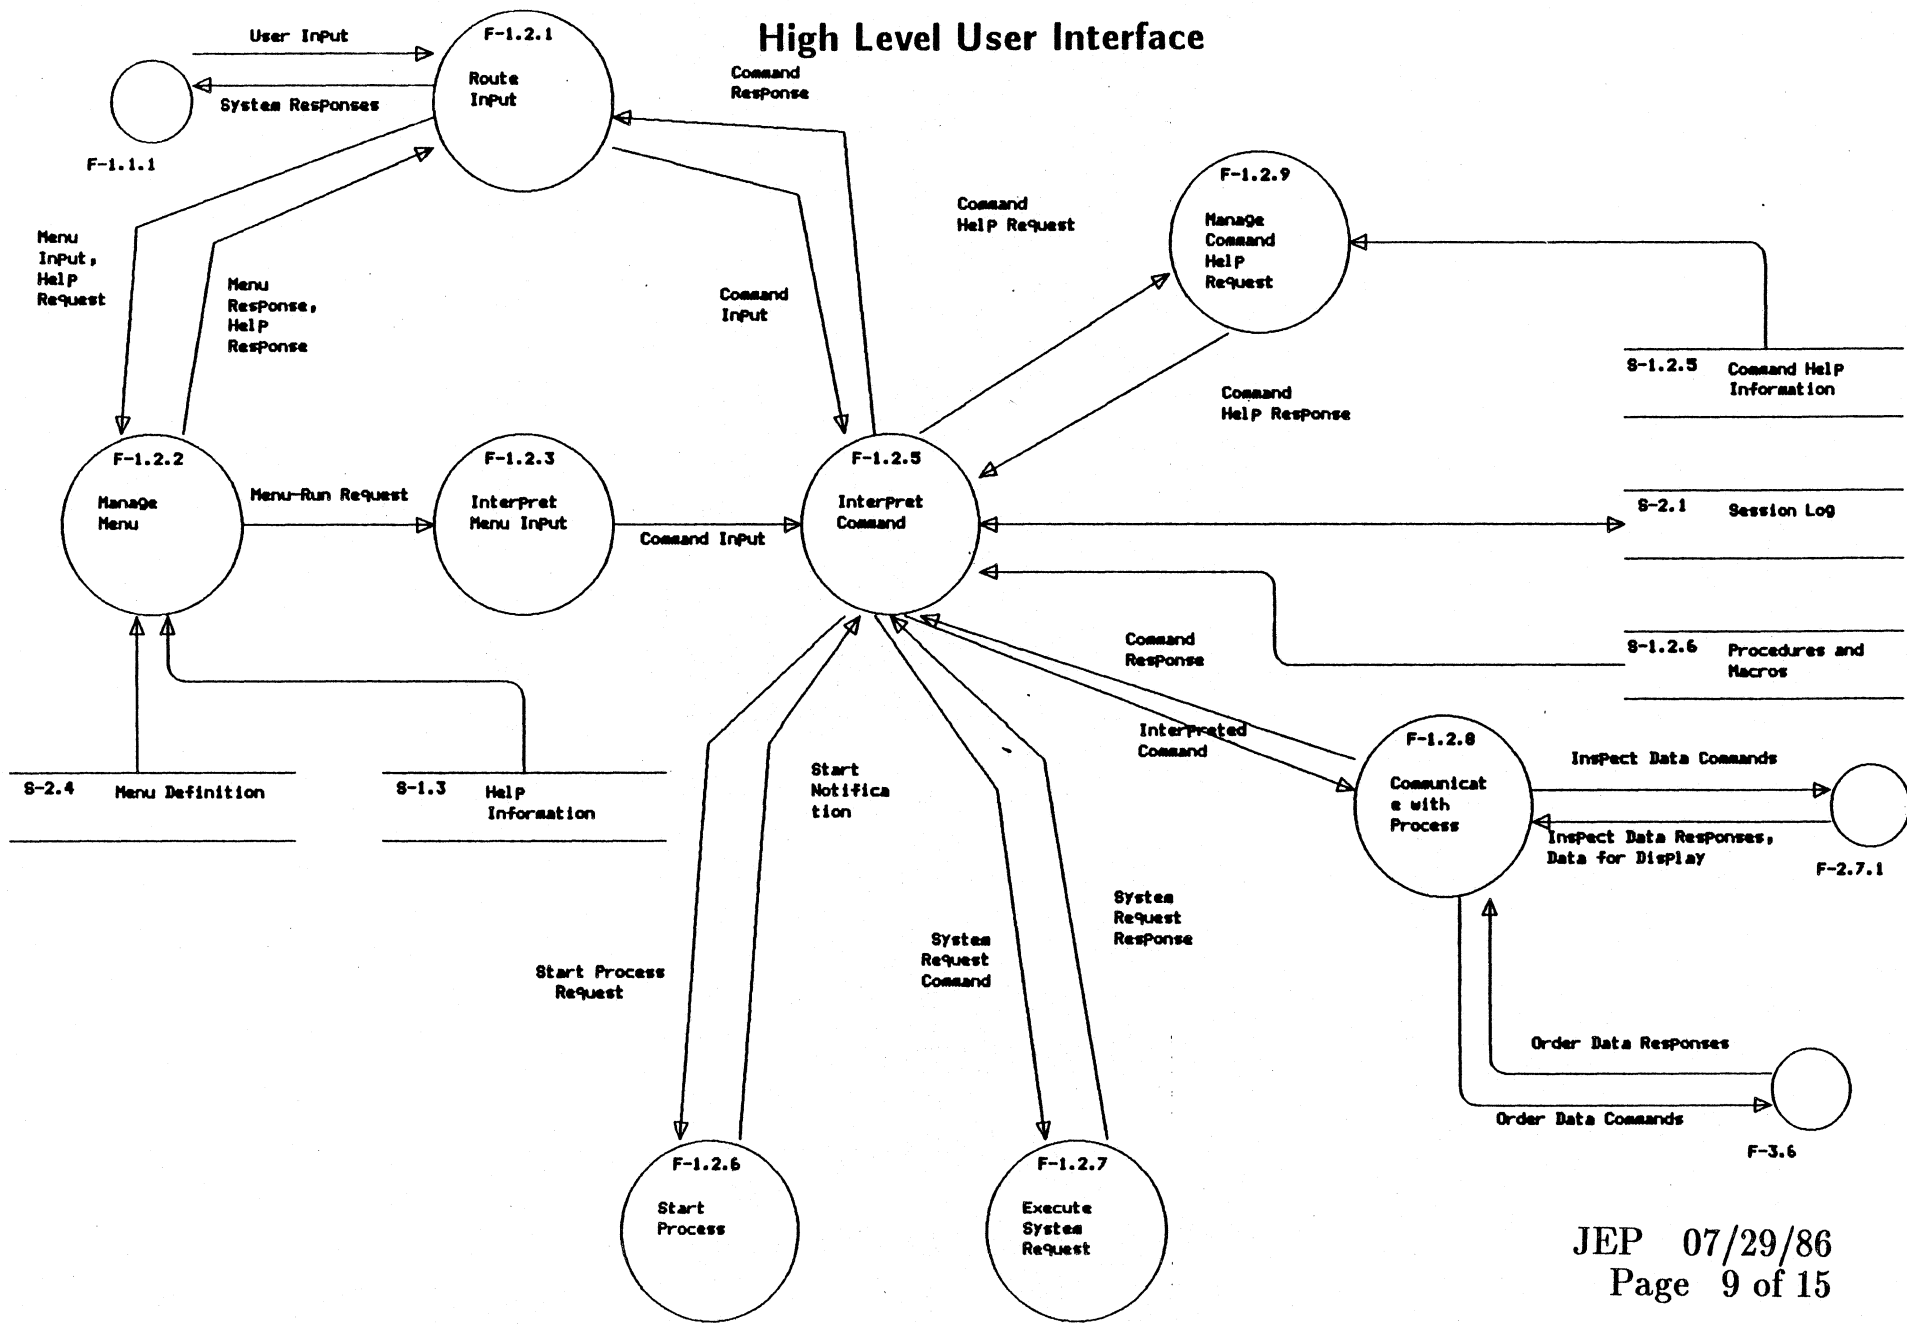 High Level User Interface
User Input
System Responses
F-1.1.1
F-1.2.1
Route
Input
Command
Response
Menu
Input,
Help
Request
Menu
Response,
Help
Response
Command
Input
Command
Help Request
F-1.2.9
Manage
Command
Help
Request
Command
Help Response
S-1.2.5 Command Help
Information
F-1.2.2
Manage
Menu
Menu-Run Request
F-1.2.3
Interpret
Menu Input
Command Input
F-1.2.5
Interpret
Command
S-2.1 Session Log
S-1.2.6 Procedures and
Macros
Command
Response
Interpreted
Command
S-2.4 Menu Definition
S-1.3 Help
Information
Start
Notifica
tion
F-1.2.8
Communicat
e with
Process
Inspect Data Commands
Inspect Data Responses,
Data for Display
F-2.7.1
Start Process
Request
System
Request
Command
System
Request
Response
Order Data Responses
Order Data Commands
F-3.6
F-1.2.6
Start
Process
F-1.2.7
Execute
System
Request
JEP 07/29/86
Page 9 of 15